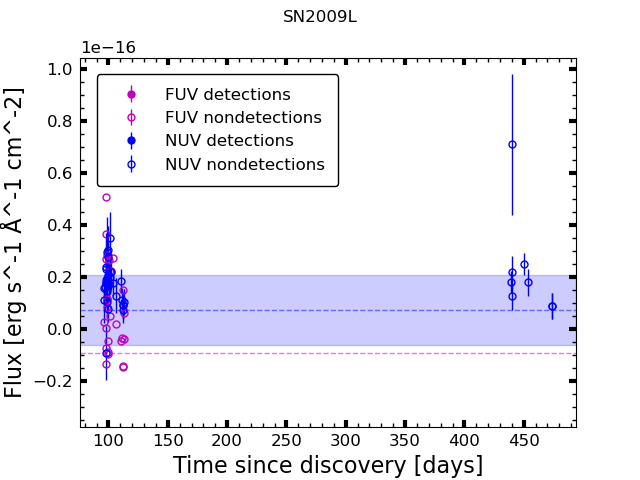 SN2009L
1e−16
1.0
0.8
0.6
0.4
0.2
0.0
−0.2
Flux [erg s^-1 Å^-1 cm^-2]
FUV detections
FUV nondetections
NUV detections
NUV nondetections
100 150 200 250 300 350 400 450
Time since discovery [days]